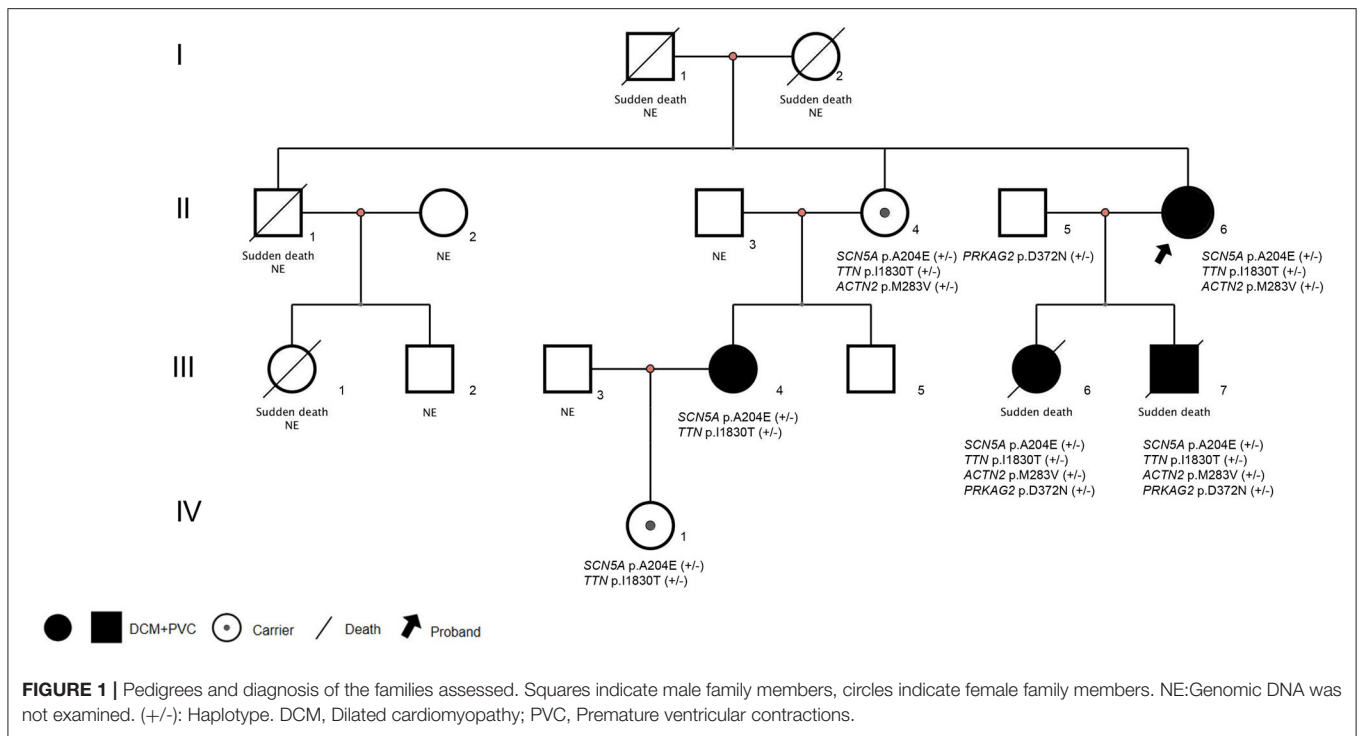 I
1
2
Sudden death
NE
Sudden death
NE
II
1
2
3
4
5
6
Sudden death
NE
NE
NE
SCN5A p.A204E (+/-)
TTN p.I1830T (+/-)
ACTN2 p.M283V (+/-)
PRKAG2 p.D372N (+/-)
SCN5A p.A204E (+/-)
TTN p.I1830T (+/-)
ACTN2 p.M283V (+/-)
III
1
2
3
4
5
6
7
Sudden death
NE
NE
NE
SCN5A p.A204E (+/-)
TTN p.I1830T (+/-)
Sudden death
SCN5A p.A204E (+/-)
TTN p.I1830T (+/-)
ACTN2 p.M283V (+/-)
PRKAG2 p.D372N (+/-)
Sudden death
SCN5A p.A204E (+/-)
TTN p.I1830T (+/-)
ACTN2 p.M283V (+/-)
PRKAG2 p.D372N (+/-)
IV
1
SCN5A p.A204E (+/-)
TTN p.I1830T (+/-)
DCM+PVC Carrier Death Proband
FIGURE 1 | Pedigrees and diagnosis of the families assessed. Squares indicate male family members, circles indicate female family members. NE:Genomic DNA was
not examined. (+/-): Haplotype. DCM, Dilated cardiomyopathy; PVC, Premature ventricular contractions.